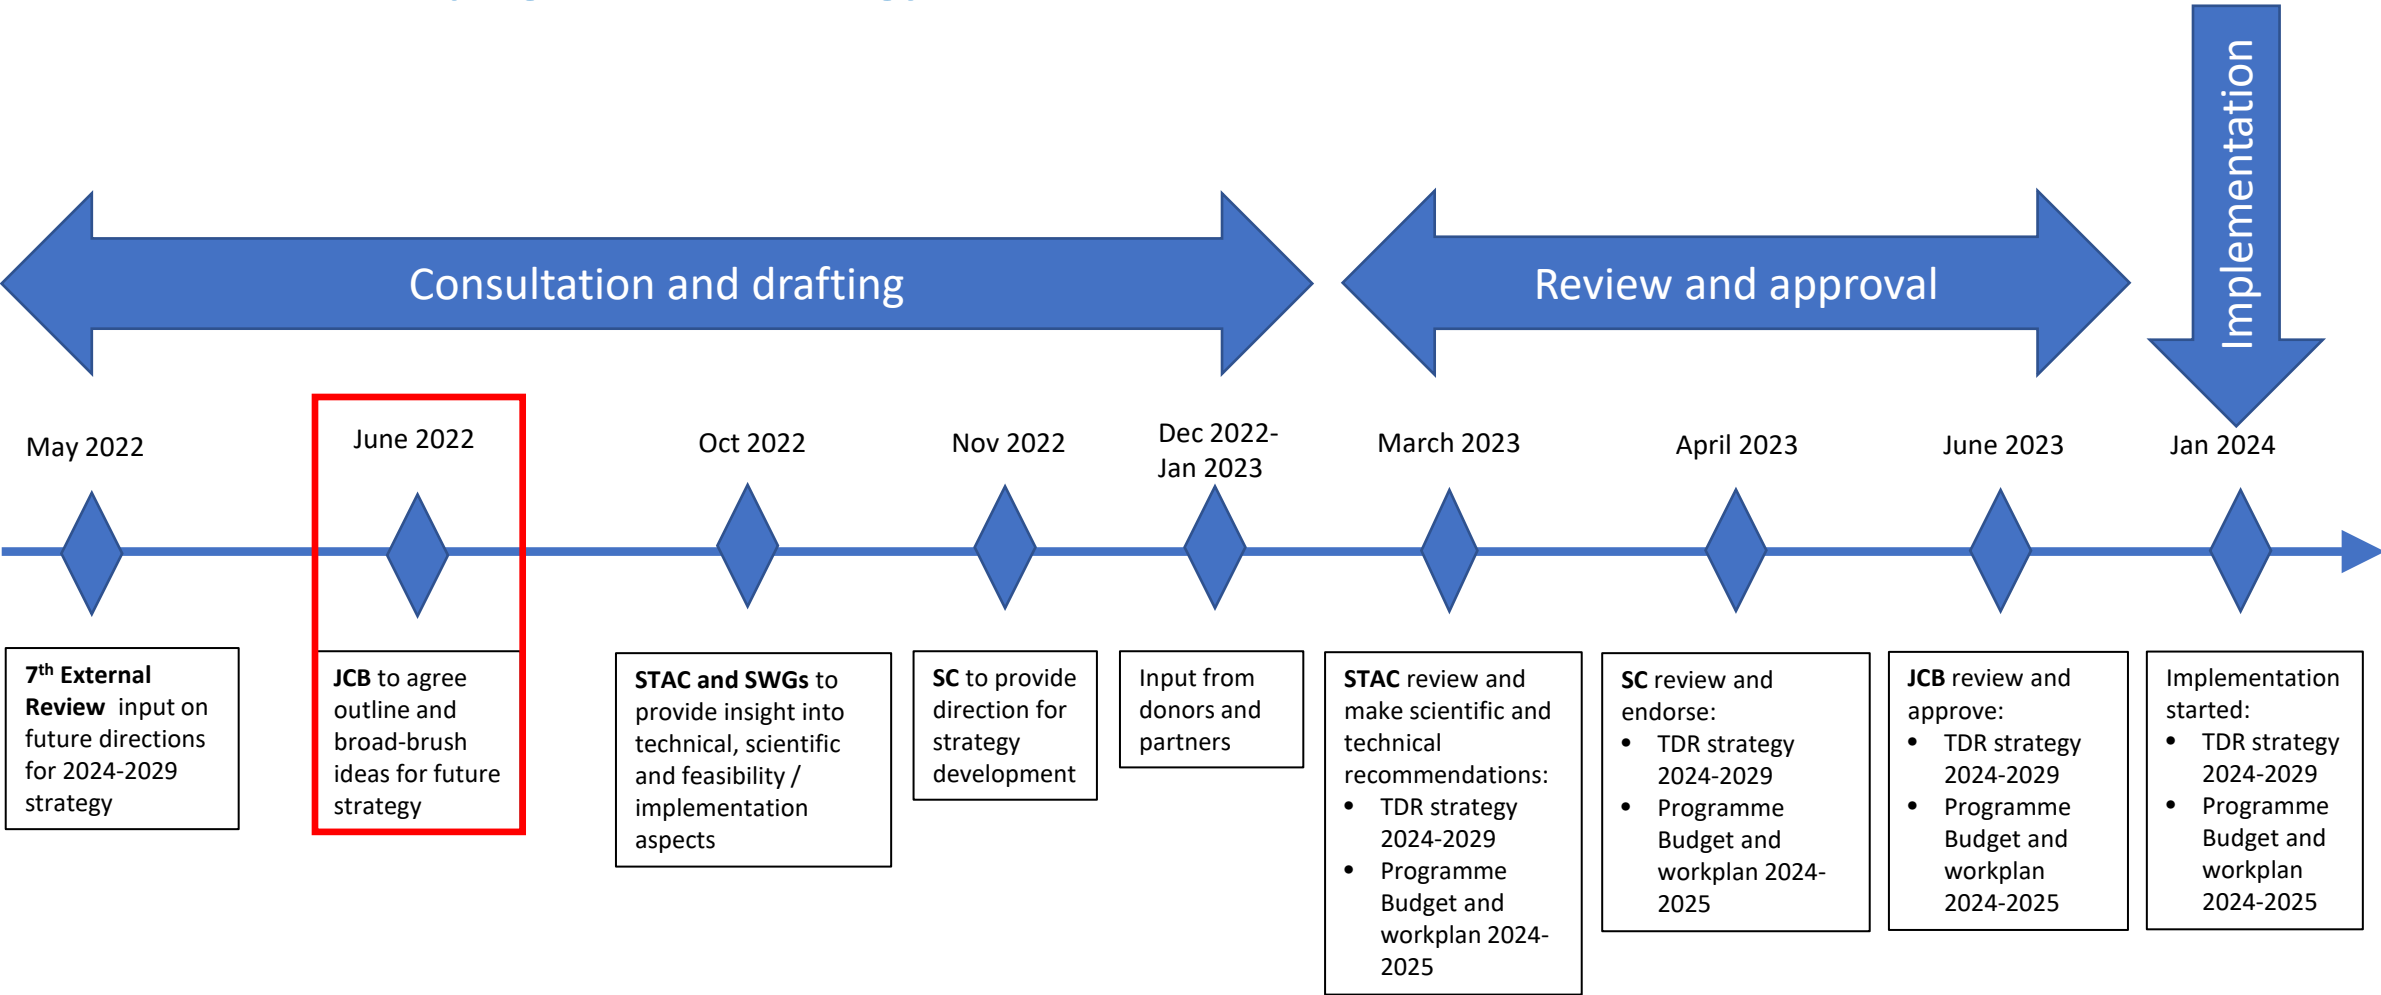 Implementation
Consultation and drafting
Review and approval
May 2022
June 2022
Oct 2022
Nov 2022
Dec 2022-
Jan 2023
March 2023
April 2023
June 2023
Jan 2024
7th External
Review input on
future directions
for 2024-2029
strategy
JCB to agree
outline and
broad-brush
ideas for future
strategy
STAC and SWGs to
provide insight into
technical, scientific
and feasibility /
implementation
aspects
SC to provide
direction for
strategy
development
Input from
donors and
partners
STAC review and
make scientific and
technical
recommendations:
• TDR strategy
2024-2029
• Programme
Budget and
workplan 2024-
2025
SC review and
endorse:
• TDR strategy
2024-2029
• Programme
Budget and
workplan 2024-
2025
JCB review and
approve:
• TDR strategy
2024-2029
• Programme
Budget and
workplan
2024-2025
Implementation
started:
• TDR strategy
2024-2029
• Programme
Budget and
workplan
2024-2025